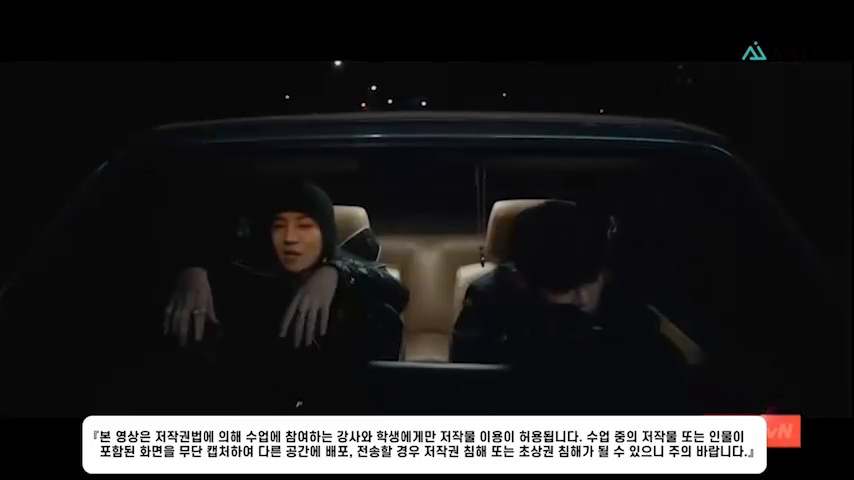 『본 영상은 저작권법에 의해 수업에 참여하는 강사와 학생에게만 저작물 이용이 허용됩니다. 수업 중의 저작물 또는 인물이
포함된 화면을 무단 캡처하여 다른 공간에 배포, 전송할 경우 저작권 침해 또는 초상권 침해가 될 수 있으니 주의 바랍니다.』